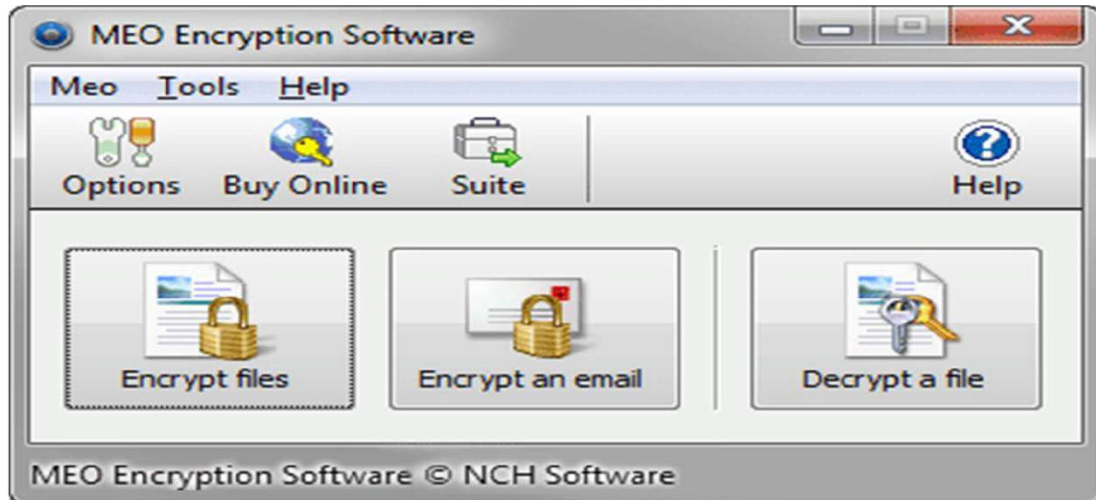 MEO Encryption Software
Meo Tools Help
Options Buy Online Suite Help
Encrypt files Encrypt an email Decrypt a file
MEO Encryption Software © NCH Software